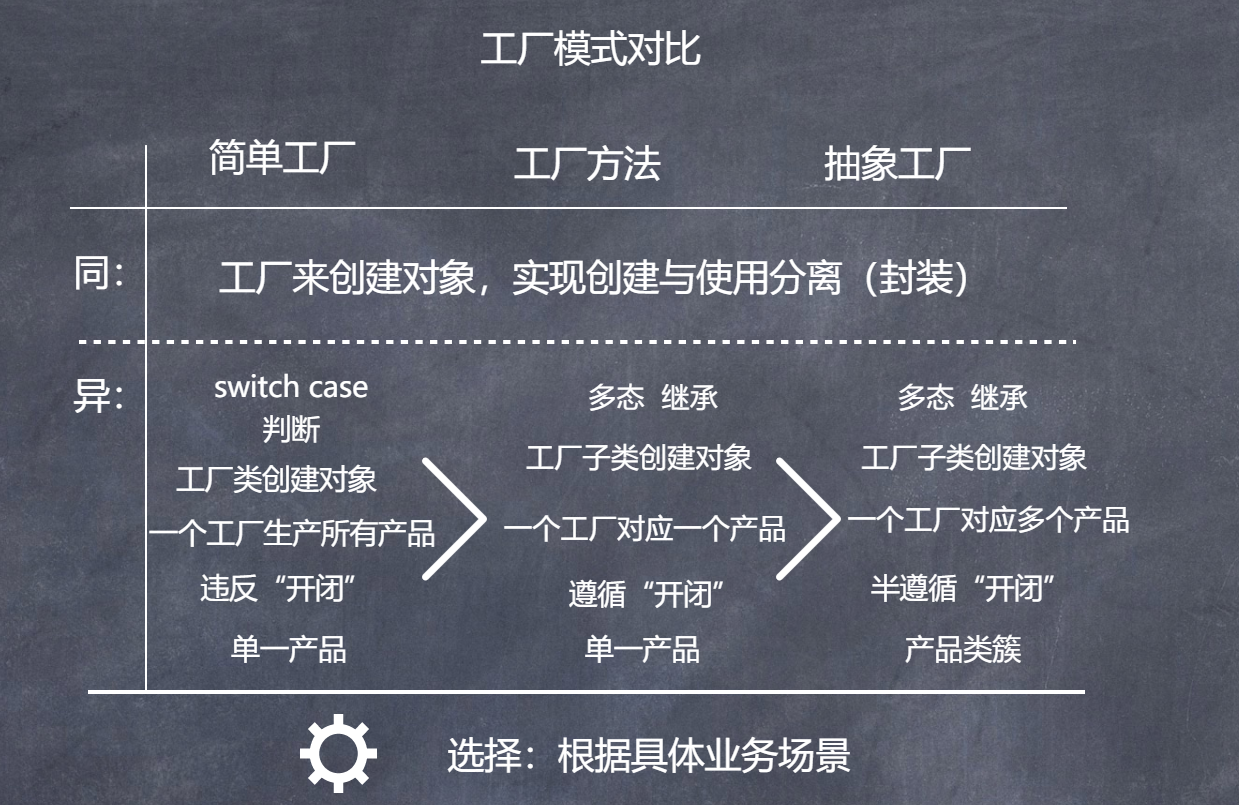 工厂模式对比
简单工厂 工厂方法 抽象工厂
同： 工厂来创建对象，实现创建与使用分离（封装）
异： switch case 多态 继承 多态 继承
判断
工厂类创建对象 工厂子类创建对象 工厂子类创建对象
一个工厂生产所有产品 一个工厂对应一个产品 一个工厂对应多个产品
违反“开闭” 遵循“开闭” 半遵循“开闭”
单一产品 单一产品 产品类簇
选择：根据具体业务场景